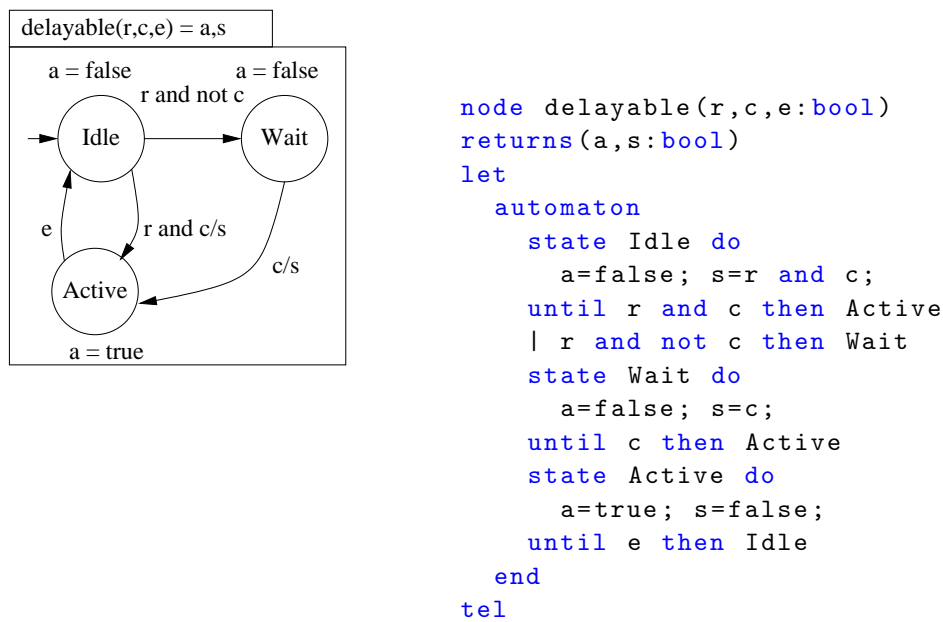 delayable(r,c,e) = a,s
a = false
a = false
r and not c
Idle
Wait
e
r and c/s
c/s
Active
a = true
node delayable(r,c,e:bool)
returns(a,s:bool)
let
automaton
state Idle do
a=false; s=r and c;
until r and c then Active
| r and not c then Wait
state Wait do
a=false; s=c;
until c then Active
state Active do
a=true; s=false;
until e then Idle
end
tel